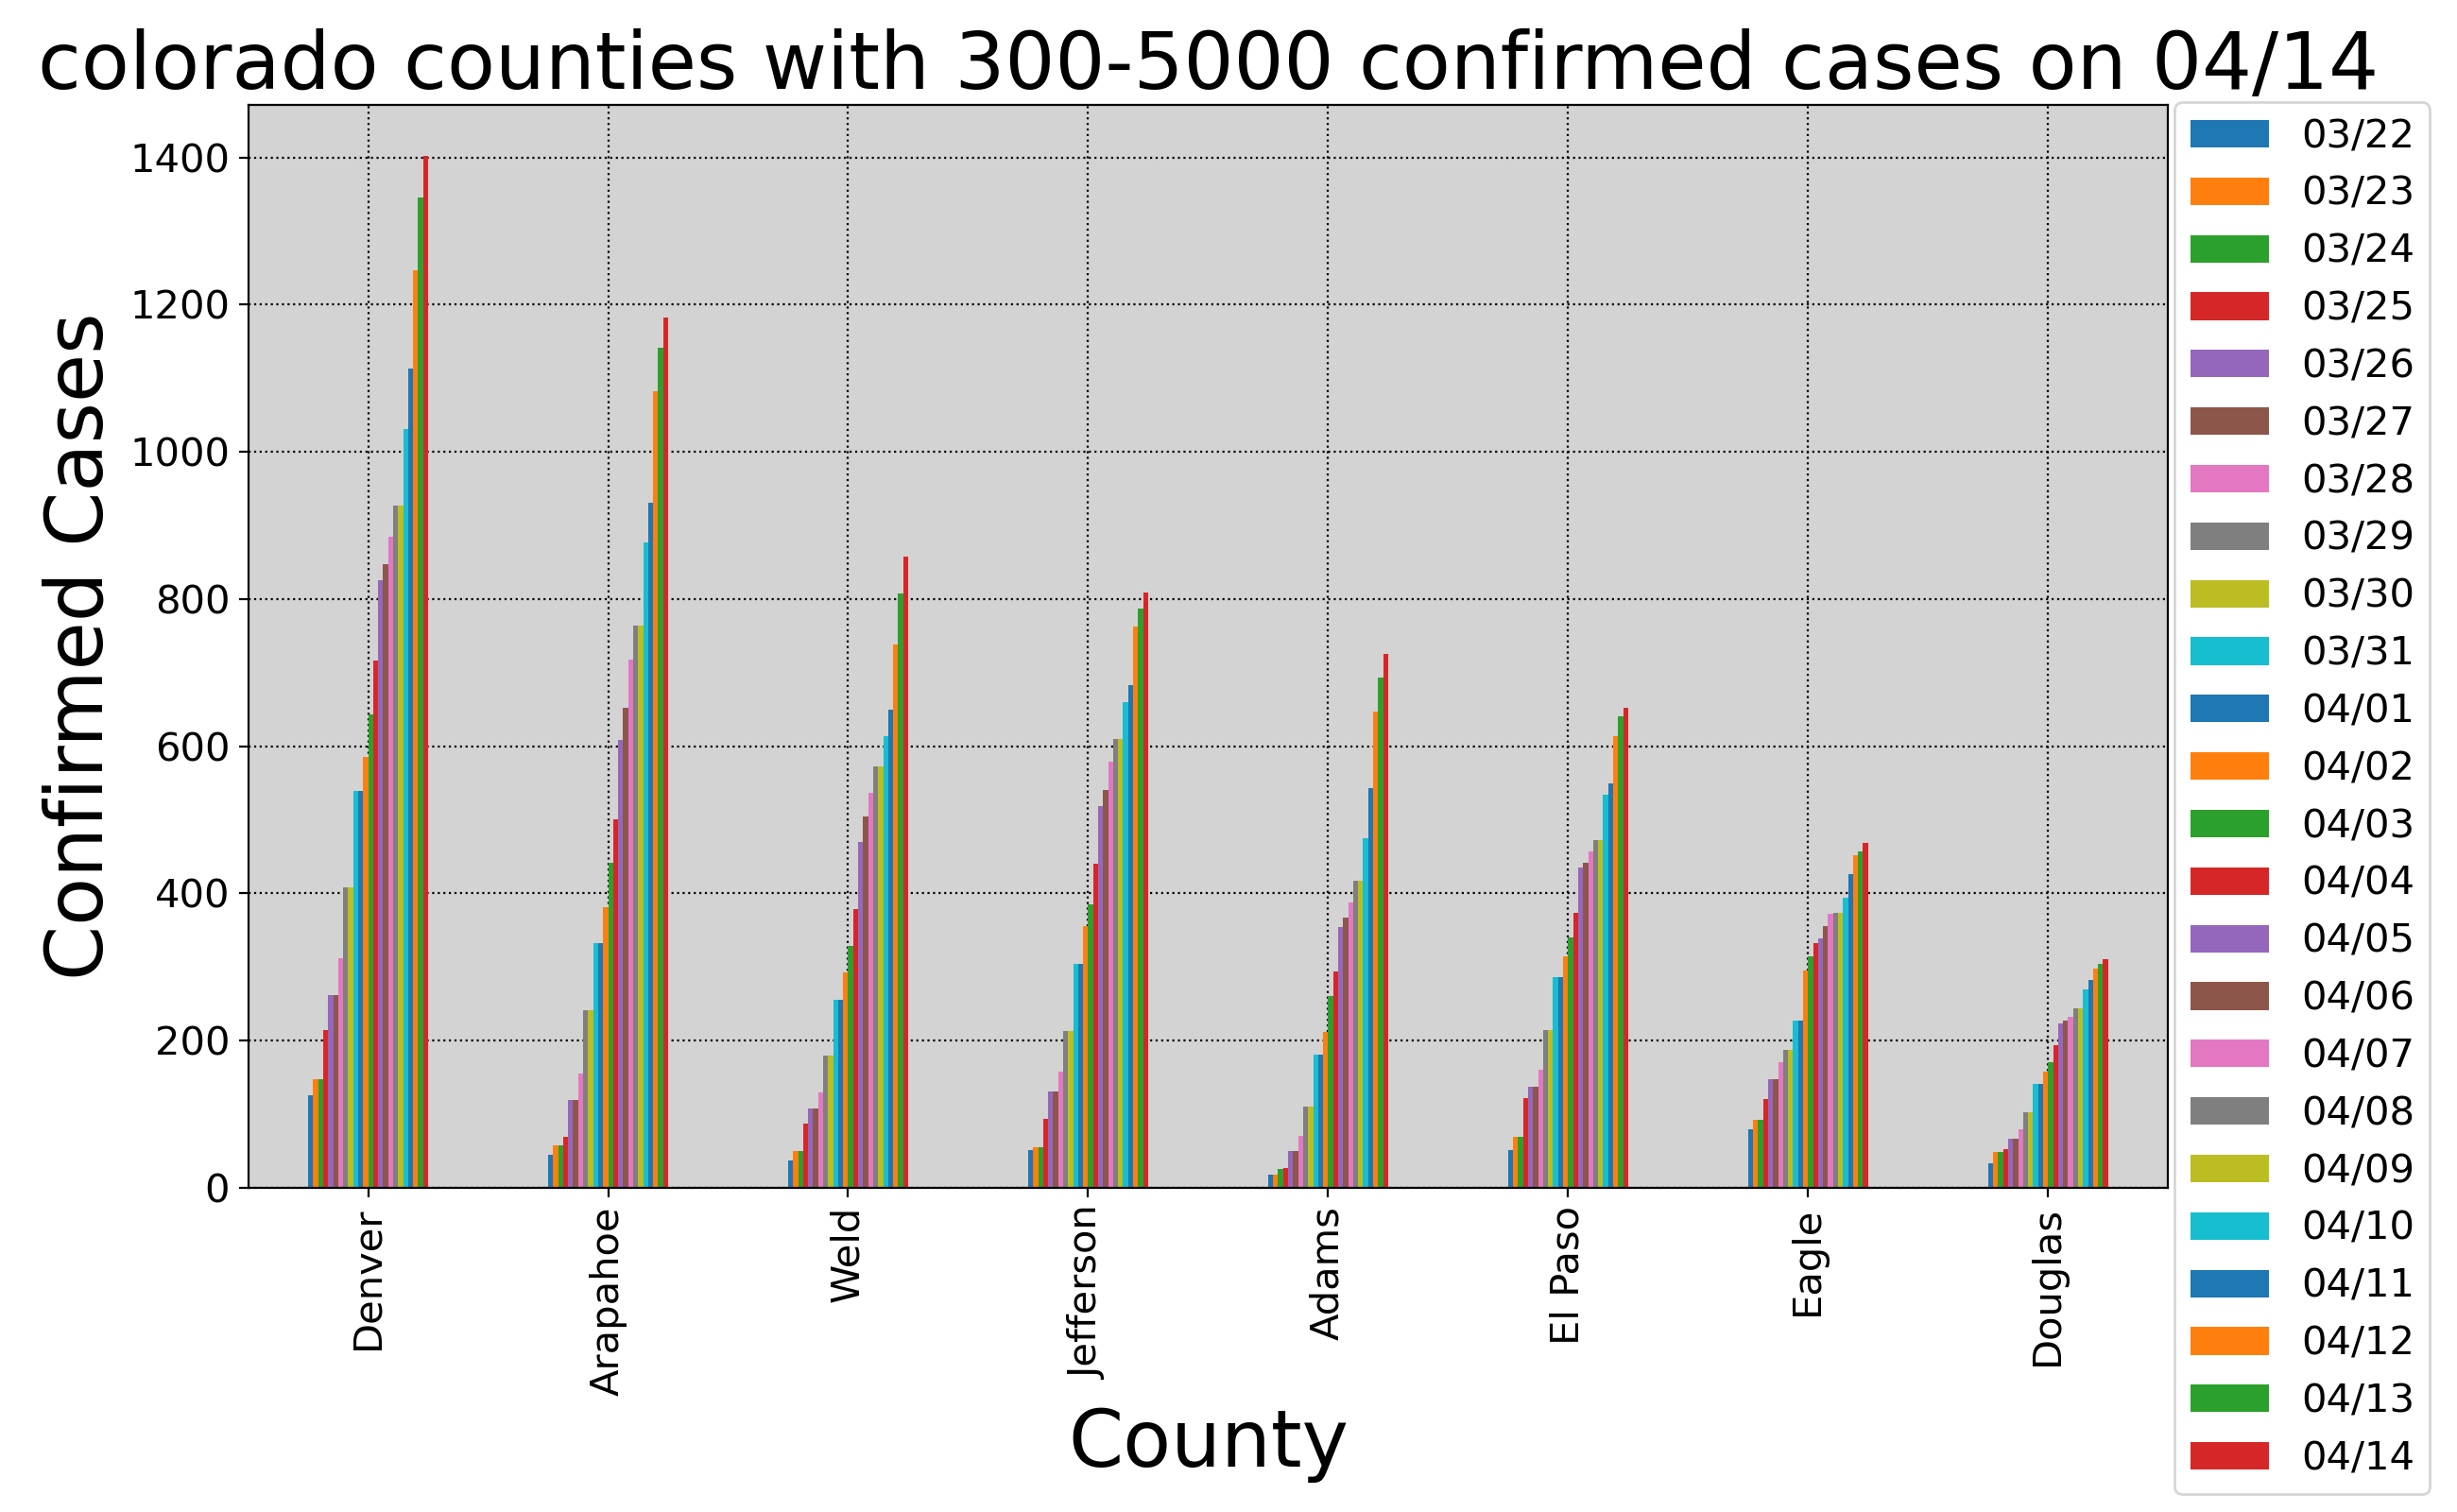 colorado counties with 300-5000 confirmed cases on 04/14
Confirmed Cases
1400
1200
1000
800
600
400
200
0
Denver
Arapahoe
Weld
Jefferson
Adams
El Paso
Eagle
Douglas
County
03/22
03/23
03/24
03/25
03/26
03/27
03/28
03/29
03/30
03/31
04/01
04/02
04/03
04/04
04/05
04/06
04/07
04/08
04/09
04/10
04/11
04/12
04/13
04/14